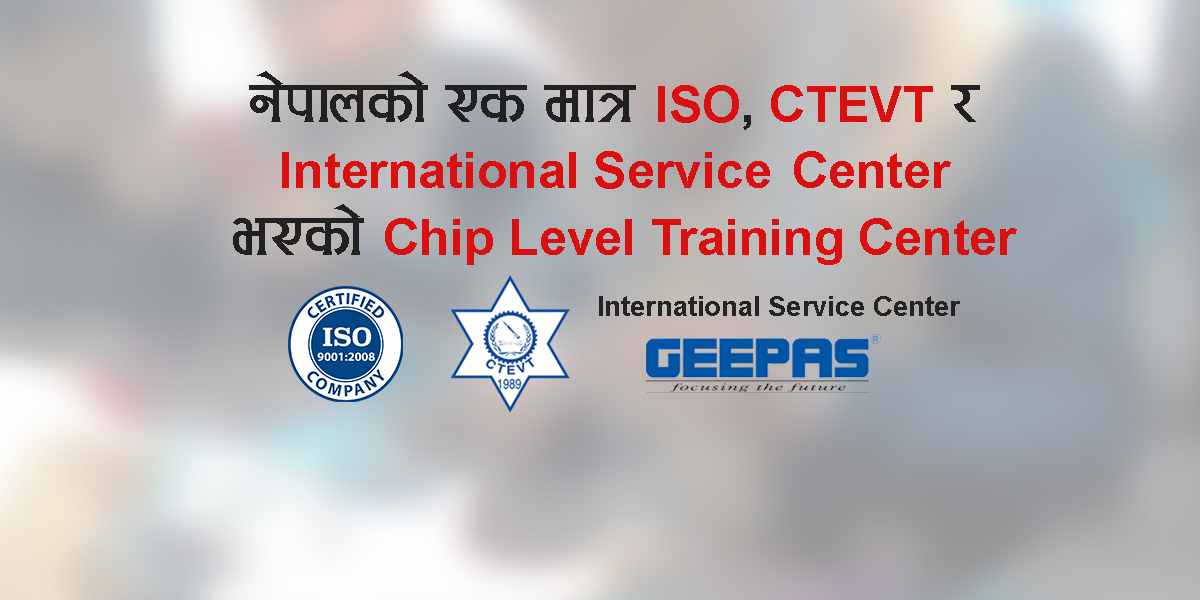 नेपालको एक मात्र ISO, CTEVT र
International Service Center
भएको Chip Level Training Center
CERTIFIED
ISO
9001:2008
COMPANY
CTEVT
1989
International Service Center
GEEPAS®
focusing the future